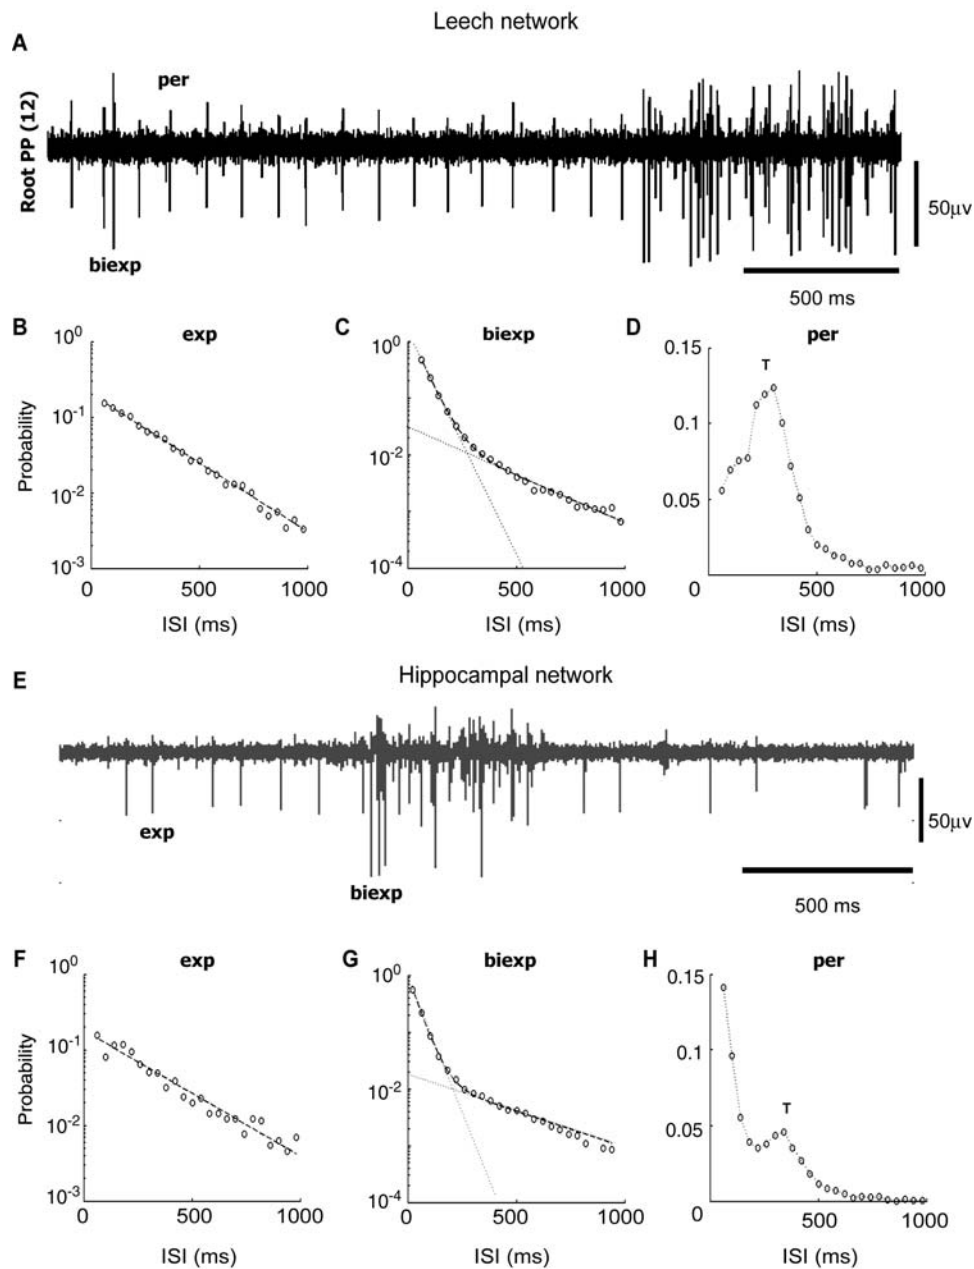 Leech network
A
per
Root PP (12)
biexp
50μv
500 ms
B
exp
C
biexp
D
per
10^0
10^-1
10^-2
10^-3
Probability
0
500
1000
ISI (ms)
10^0
10^-2
10^-4
0
500
1000
ISI (ms)
0.15
0.1
0.05
T
0
500
1000
ISI (ms)
E
Hippocampal network
exp
biexp
50μv
500 ms
F
exp
G
biexp
H
per
10^0
10^-1
10^-2
10^-3
Probability
0
500
1000
ISI (ms)
10^0
10^-2
10^-4
0
500
1000
ISI (ms)
0.15
0.1
0.05
0
T
500
1000
ISI (ms)